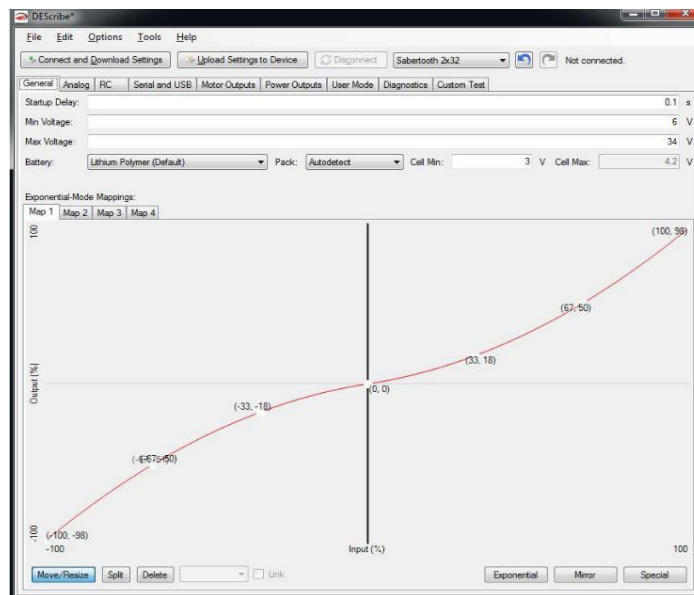 DEScribe*
File Edit Options Tools Help
Connect and Download Settings Upload Settings to Device Disconnect Sabertooth 2x32 Not connected.
General Analog RC Serial and USB Motor Outputs Power Outputs User Mode Diagnostics Custom Test
Startup Delay: 0.1 s
Min Voltage: 6 V
Max Voltage: 34 V
Battery: Lithium Polymer (Default) Pack: Autodetect Cell Min: 3 V Cell Max: 4.2 V
Exponential-Mode Mappings:
Map 1 Map 2 Map 3 Map 4
100
(100, 98)
(67, 50)
(33, 18)
Output (%)
(0, 0)
(-33, -18)
(-67, -50)
-100
(-100, -98)
-100 Input (%) 100
Move/Resize Split Delete Link Exponential Mirror Special